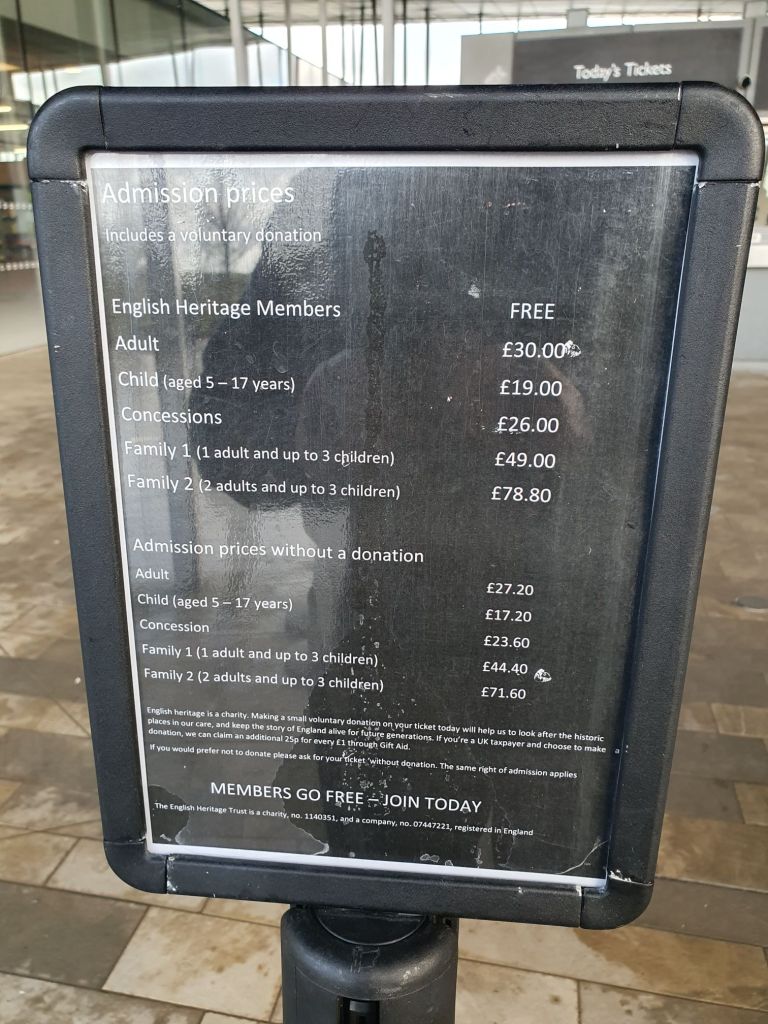 Today's Tickets
Admission prices
Includes a voluntary donation
English Heritage Members FREE
Adult £30.00
Child (aged 5 – 17 years) £19.00
Concessions £26.00
Family 1 (1 adult and up to 3 children) £49.00
Family 2 (2 adults and up to 3 children) £78.80
Admission prices without a donation
Adult £27.20
Child (aged 5 – 17 years) £17.20
Concession £23.60
Family 1 (1 adult and up to 3 children) £44.40
Family 2 (2 adults and up to 3 children) £71.60
English heritage is a charity. Making a small voluntary donation on your ticket today will help us to look after the historic
places in our care, and keep the story of England alive for future generations. If you're a UK taxpayer and choose to make a
donation, we can claim an additional 25p for every £1 through Gift Aid.
If you would prefer not to donate please ask for your ticket 'without donation. The same right of admission applies
MEMBERS GO FREE – JOIN TODAY
The English Heritage Trust is a charity, no. 1140351, and a company, no. 07447221, registered in England